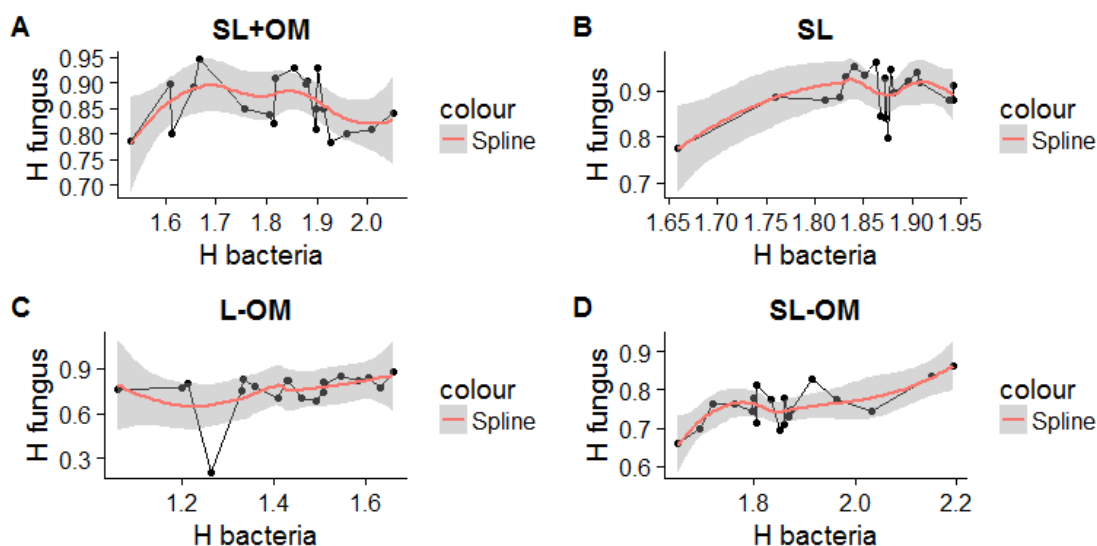 A SL+OM
H fungus
0.95
0.90
0.85
0.80
0.75
0.70
1.6 1.7 1.8 1.9 2.0
H bacteria
colour
Spline
B SL
H fungus
0.9
0.8
0.7
1.65 1.70 1.75 1.80 1.85 1.90 1.95
H bacteria
colour
Spline
C L-OM
H fungus
0.9
0.6
0.3
1.2 1.4 1.6
H bacteria
colour
Spline
D SL-OM
H fungus
0.9
0.8
0.7
0.6
1.8 2.0 2.2
H bacteria
colour
Spline